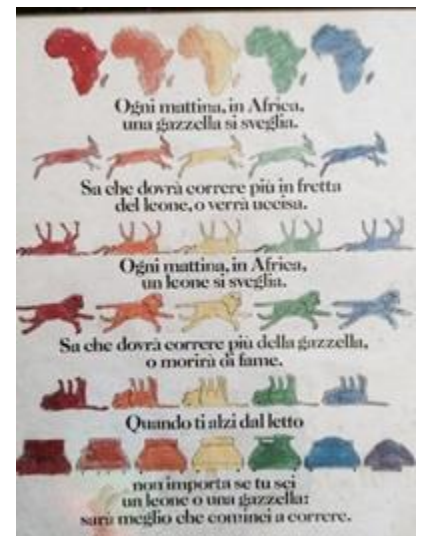 Ogni mattina, in Africa,
una gazzella si sveglia.
Sa che dovrà correre più in fretta
del leone, o verrà uccisa.
Ogni mattina, in Africa,
un leone si sveglia.
Sa che dovrà correre più della gazzella,
o morirà di fame.
Quando ti alzi dal letto
non importa se tu sei
un leone o una gazzella:
sarà meglio che cominci a correre.